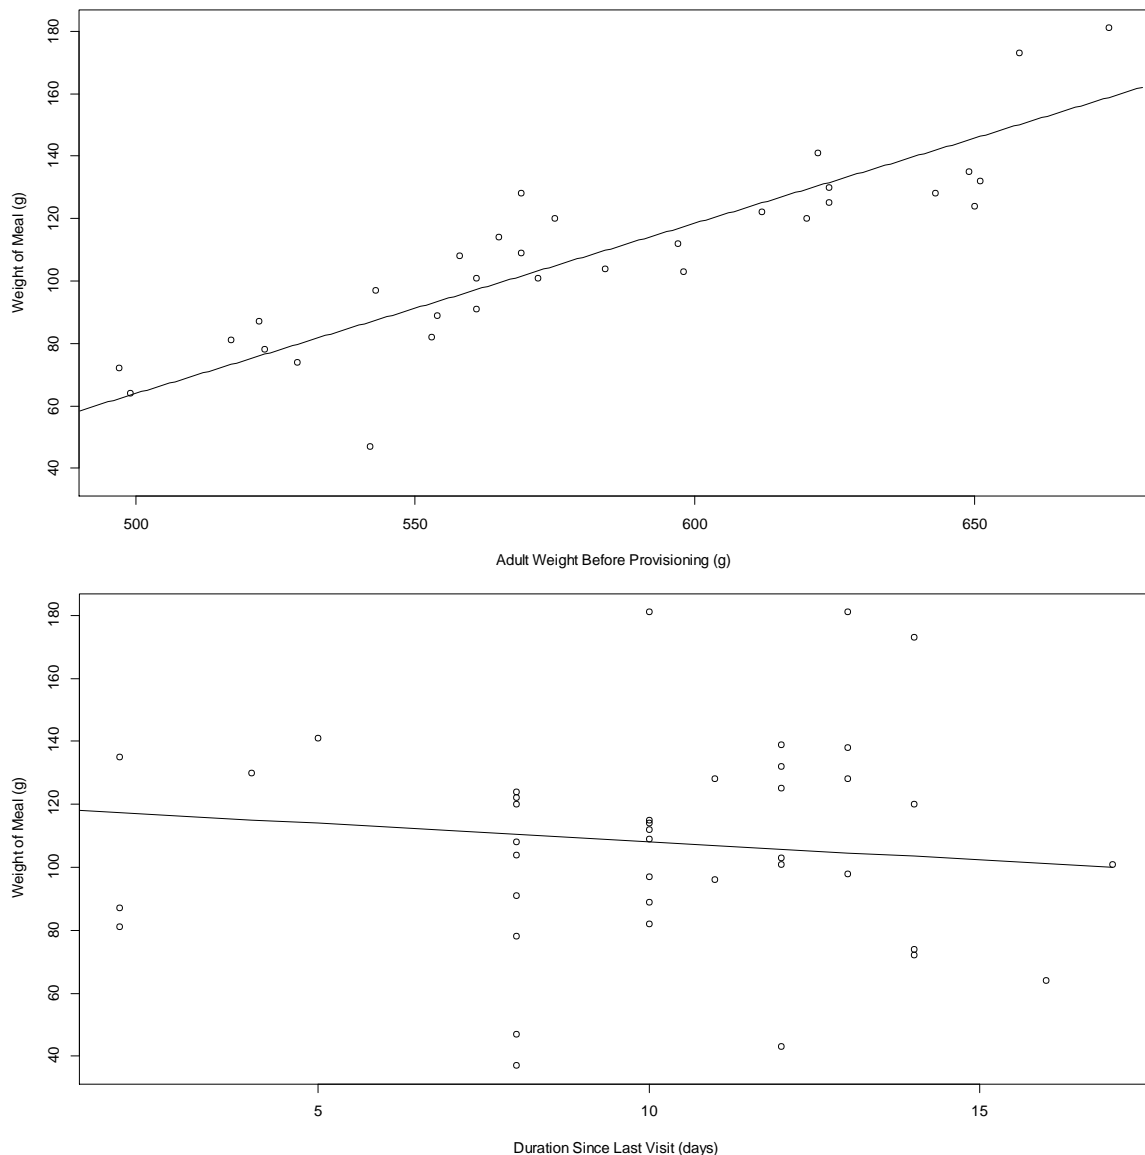 180
160
140
120
100
80
60
40
Weight of Meal (g)
500 550 600 650
Adult Weight Before Provisioning (g)
180
160
140
120
100
80
60
40
Weight of Meal (g)
5 10 15
Duration Since Last Visit (days)